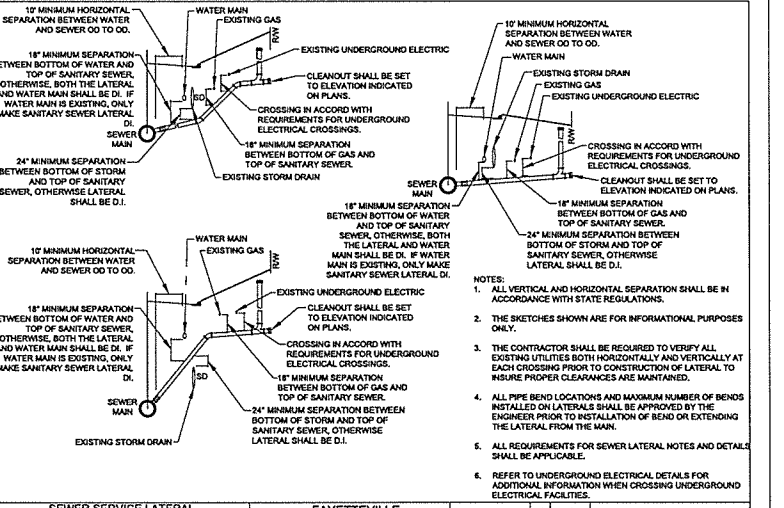 10' MINIMUM HORIZONTAL
SEPARATION BETWEEN WATER
AND SEWER OD TO OD.
WATER MAIN
EXISTING GAS
R/W
18" MINIMUM SEPARATION
BETWEEN BOTTOM OF WATER AND
TOP OF SANITARY SEWER,
OTHERWISE, BOTH THE LATERAL
AND WATER MAIN SHALL BE DI. IF
WATER MAIN IS EXISTING, ONLY
MAKE SANITARY SEWER LATERAL
DI.
SD
EXISTING UNDERGROUND ELECTRIC
CLEANOUT SHALL BE SET
TO ELEVATION INDICATED
ON PLANS.
CROSSING IN ACCORD WITH
REQUIREMENTS FOR UNDERGROUND
ELECTRICAL CROSSINGS.
SEWER
MAIN
18" MINIMUM SEPARATION
BETWEEN BOTTOM OF GAS AND
TOP OF SANITARY SEWER.
EXISTING STORM DRAIN
24" MINIMUM SEPARATION
BETWEEN BOTTOM OF STORM
AND TOP OF SANITARY
SEWER, OTHERWISE LATERAL
SHALL BE D.I.
10' MINIMUM HORIZONTAL
SEPARATION BETWEEN WATER
AND SEWER OD TO OD.
WATER MAIN
EXISTING STORM DRAIN
EXISTING GAS
EXISTING UNDERGROUND ELECTRIC
R/W
CROSSING IN ACCORD WITH
REQUIREMENTS FOR UNDERGROUND
ELECTRICAL CROSSINGS.
CLEANOUT SHALL BE SET TO
ELEVATION INDICATED ON PLANS.
SEWER
MAIN
18" MINIMUM SEPARATION
BETWEEN BOTTOM OF WATER
AND TOP OF SANITARY
SEWER, OTHERWISE, BOTH
THE LATERAL AND WATER
MAIN SHALL BE DI. IF WATER
MAIN IS EXISTING, ONLY MAKE
SANITARY SEWER LATERAL DI.
18" MINIMUM SEPARATION
BETWEEN BOTTOM OF GAS AND
TOP OF SANITARY SEWER.
24" MINIMUM SEPARATION BETWEEN
BOTTOM OF STORM AND TOP OF
SANITARY SEWER, OTHERWISE
LATERAL SHALL BE D.I.
10' MINIMUM HORIZONTAL
SEPARATION BETWEEN WATER
AND SEWER OD TO OD.
WATER MAIN
EXISTING GAS
R/W
EXISTING UNDERGROUND ELECTRIC
CLEANOUT SHALL BE SET
TO ELEVATION INDICATED
ON PLANS.
18" MINIMUM SEPARATION
BETWEEN BOTTOM OF WATER AND
TOP OF SANITARY SEWER,
OTHERWISE, BOTH THE LATERAL
AND WATER MAIN SHALL BE DI. IF
WATER MAIN IS EXISTING, ONLY
MAKE SANITARY SEWER LATERAL
DI.
CROSSING IN ACCORD WITH
REQUIREMENTS FOR UNDERGROUND
ELECTRICAL CROSSINGS.
SD
18" MINIMUM SEPARATION
BETWEEN BOTTOM OF GAS AND
TOP OF SANITARY SEWER.
SEWER
MAIN
24" MINIMUM SEPARATION BETWEEN
BOTTOM OF STORM AND TOP OF
SANITARY SEWER, OTHERWISE
LATERAL SHALL BE D.I.
EXISTING STORM DRAIN
NOTES:
1. ALL VERTICAL AND HORIZONTAL SEPARATION SHALL BE IN
ACCORDANCE WITH STATE REGULATIONS.
2. THE SKETCHES SHOWN ARE FOR INFORMATIONAL PURPOSES
ONLY.
3. THE CONTRACTOR SHALL BE REQUIRED TO VERIFY ALL
EXISTING UTILITIES BOTH HORIZONTALLY AND VERTICALLY AT
EACH CROSSING PRIOR TO CONSTRUCTION OF LATERAL TO
INSURE PROPER CLEARANCES ARE MAINTAINED.
4. ALL PIPE BEND LOCATIONS AND MAXIMUM NUMBER OF BENDS
INSTALLED ON LATERALS SHALL BE APPROVED BY THE
ENGINEER PRIOR TO INSTALLATION OF BEND OR EXTENDING
THE LATERAL FROM THE MAIN.
5. ALL REQUIREMENTS FOR SEWER LATERAL NOTES AND DETAILS
SHALL BE APPLICABLE.
6. REFER TO UNDERGROUND ELECTRICAL DETAILS FOR
ADDITIONAL INFORMATION WHEN CROSSING UNDERGROUND
ELECTRICAL FACILITIES.
SEWER SERVICE LATERAL
FAYETTEVILLE